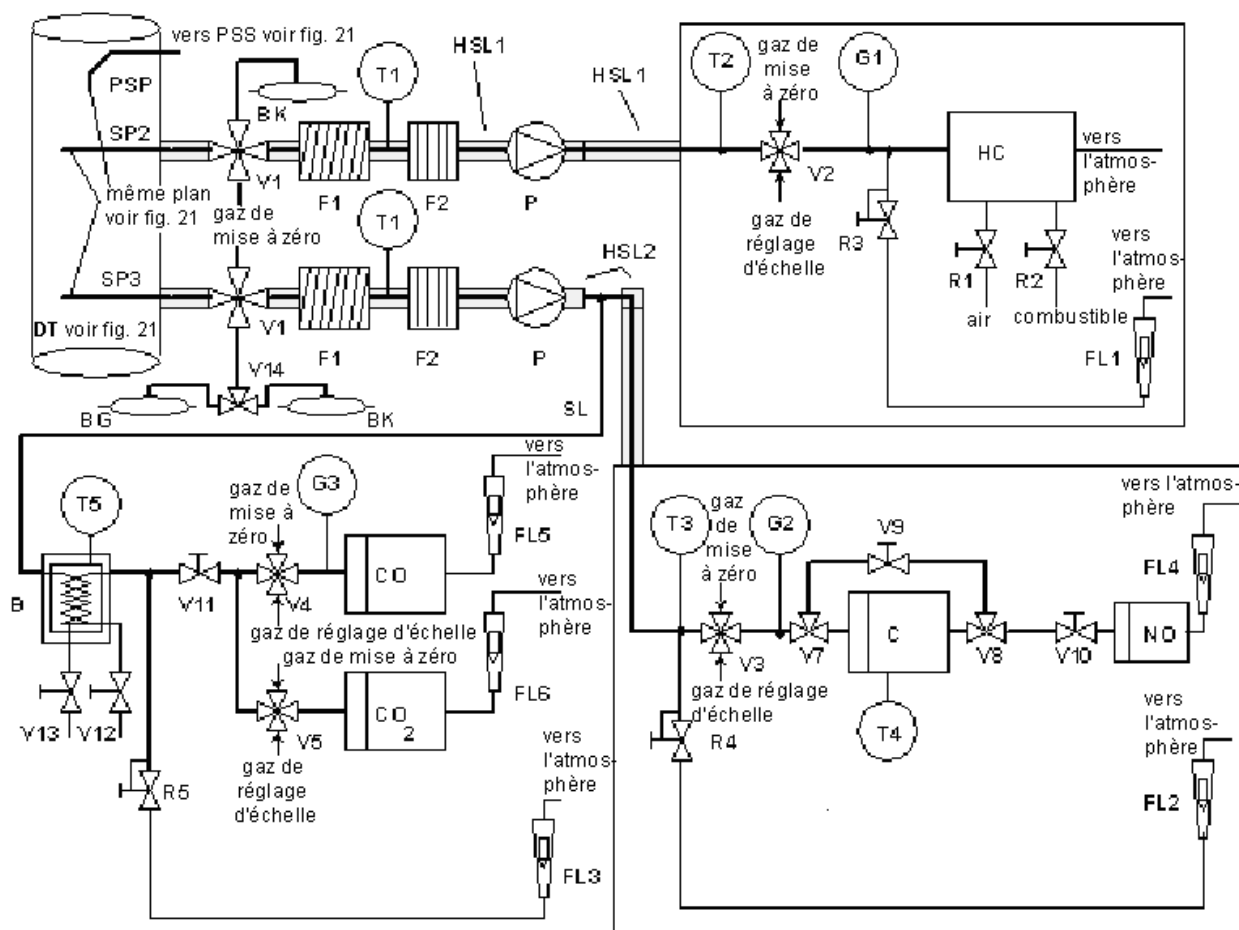 vers PSS voir fig. 21
PSP
SP2
BK
T1
HSL1
HSL1
T2
gaz de
mise
à zéro
G1
HC
vers
l'atmos-
phère
V1
F1
F2
P
V2
même plan
voir fig. 21
gaz de
mise à zéro
T1
gaz de
réglage
d'échelle
R3
R1
R2
air
combustible
vers
l'atmos-
phère
FL1
SP3
HSL2
DT voir fig. 21
V1
F1
F2
P
V14
BG
BK
SL
T5
gaz de
mise à
zéro
G3
vers
l'atmos-
phère
FL5
CO
B
V11
V4
gaz de réglage d'échelle
gaz de mise à zéro
vers
l'atmos-
phère
FL6
CO2
V13
V12
V5
gaz de
réglage
d'échelle
R5
vers
l'atmos-
phère
FL3
T3
gaz
de
mise
à zéro
G2
V9
vers l'atmos-
phère
FL4
C
NO
V3
V7
V8
V10
gaz de réglage
d'échelle
R4
T4
vers
l'atmos-
phère
FL2